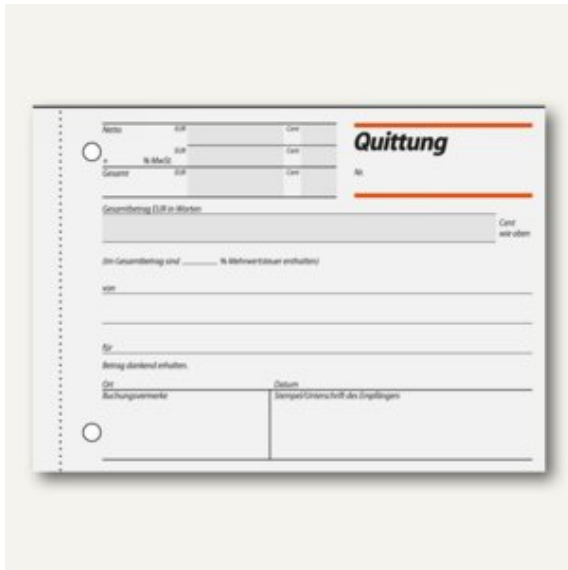 Netto EUR Cent
EUR Cent
+ % MwSt.
Gesamt EUR Cent
Quittung
Nr.
Gesamtbetrag EUR in Worten
Cent
wie oben
(Im Gesamtbetrag sind ______ % Mehrwertsteuer enthalten)
von
für
Betrag dankend erhalten.
Ort Datum
Buchungsvermerke Stempel/Unterschrift des Empfängers